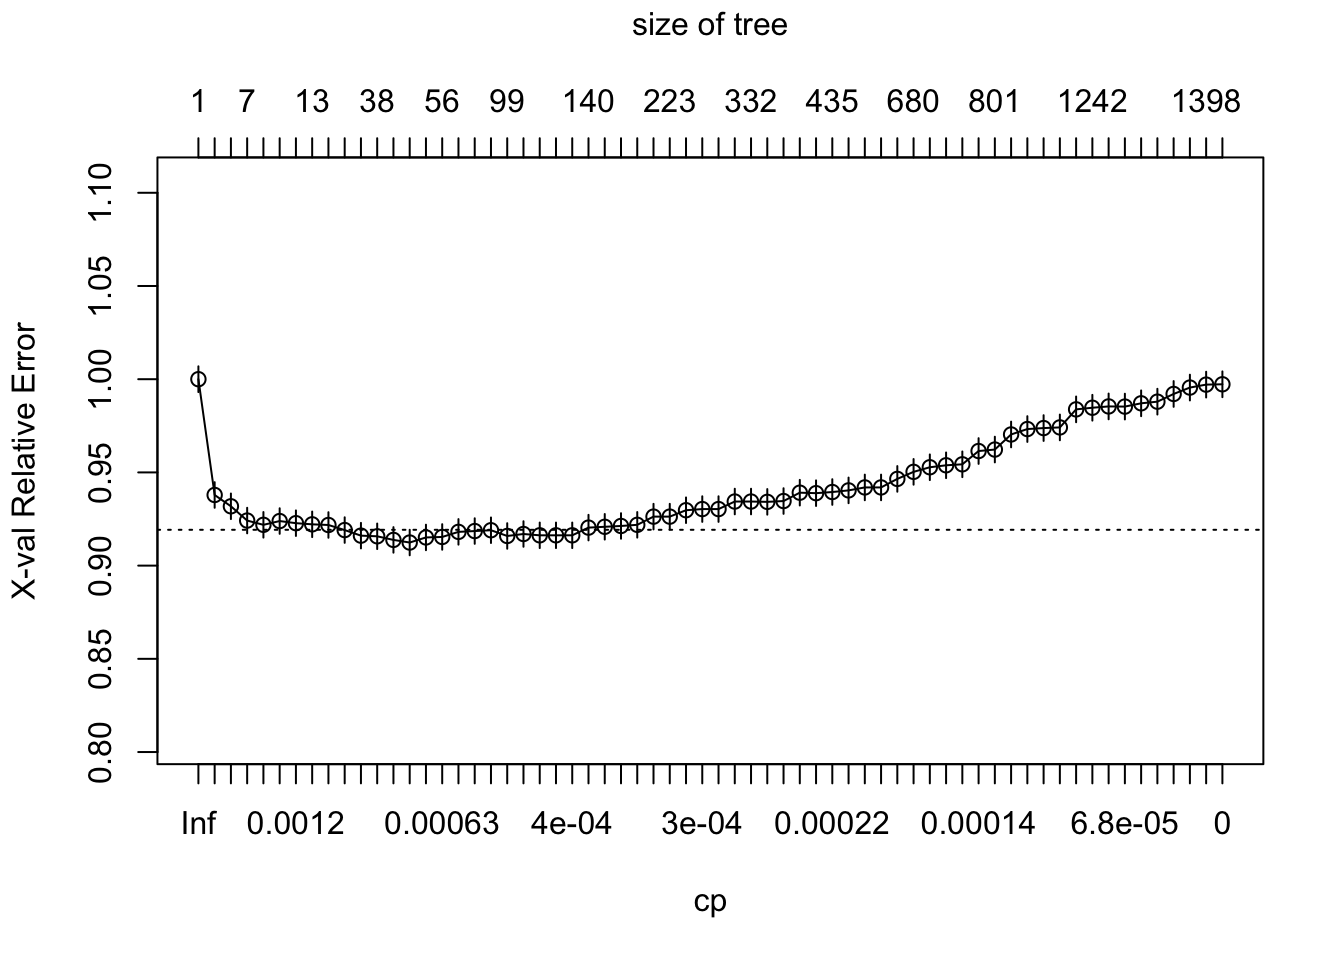 size of tree
1 7 13 38 56 99 140 223 332 435 680 801 1242 1398
X-val Relative Error
1.10
1.05
1.00
0.95
0.90
0.85
0.80
Inf 0.0012 0.00063 4e-04 3e-04 0.00022 0.00014 6.8e-05 0
cp